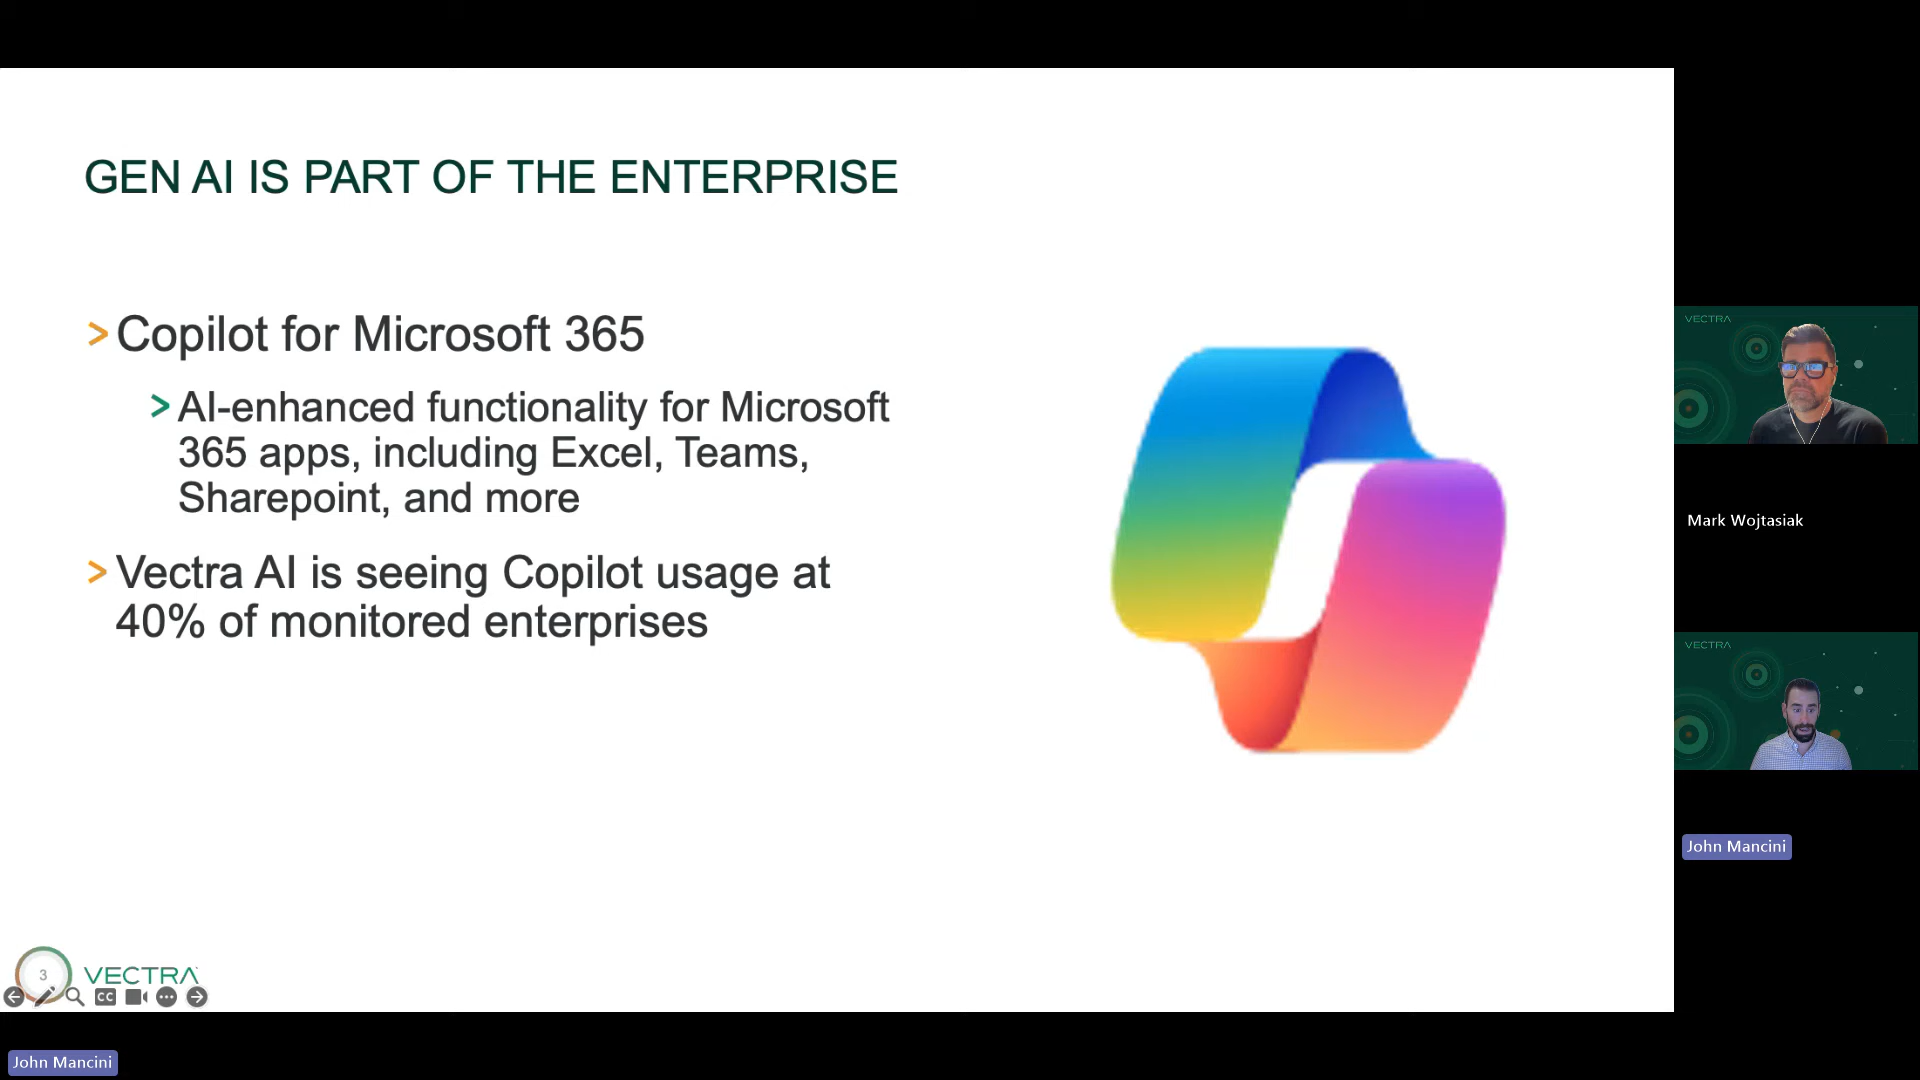 GEN AI IS PART OF THE ENTERPRISE
> Copilot for Microsoft 365
> AI-enhanced functionality for Microsoft
365 apps, including Excel, Teams,
Sharepoint, and more
> Vectra AI is seeing Copilot usage at
40% of monitored enterprises
3
VECTRA
CC
VECTRA
Mark Wojtasiak
VECTRA
John Mancini
John Mancini